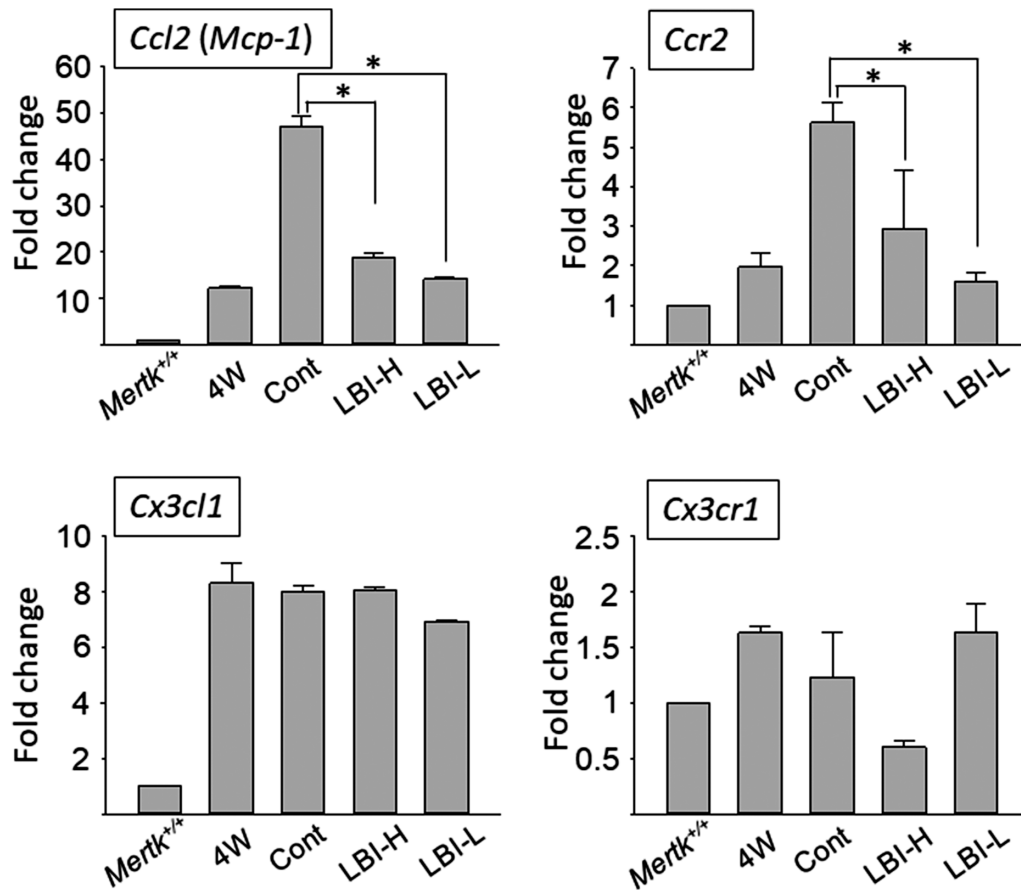 Ccl2 (Mcp-1)
Fold change
60
50
40
30
20
10
*
*
Mertk+/+
4W
Cont
LBI-H
LBI-L
Ccr2
Fold change
7
6
5
4
3
2
1
*
*
Mertk+/+
4W
Cont
LBI-H
LBI-L
Cx3cl1
Fold change
10
8
6
4
2
Mertk+/+
4W
Cont
LBI-H
LBI-L
Cx3cr1
Fold change
2.5
2
1.5
1
0.5
Mertk+/+
4W
Cont
LBI-H
LBI-L